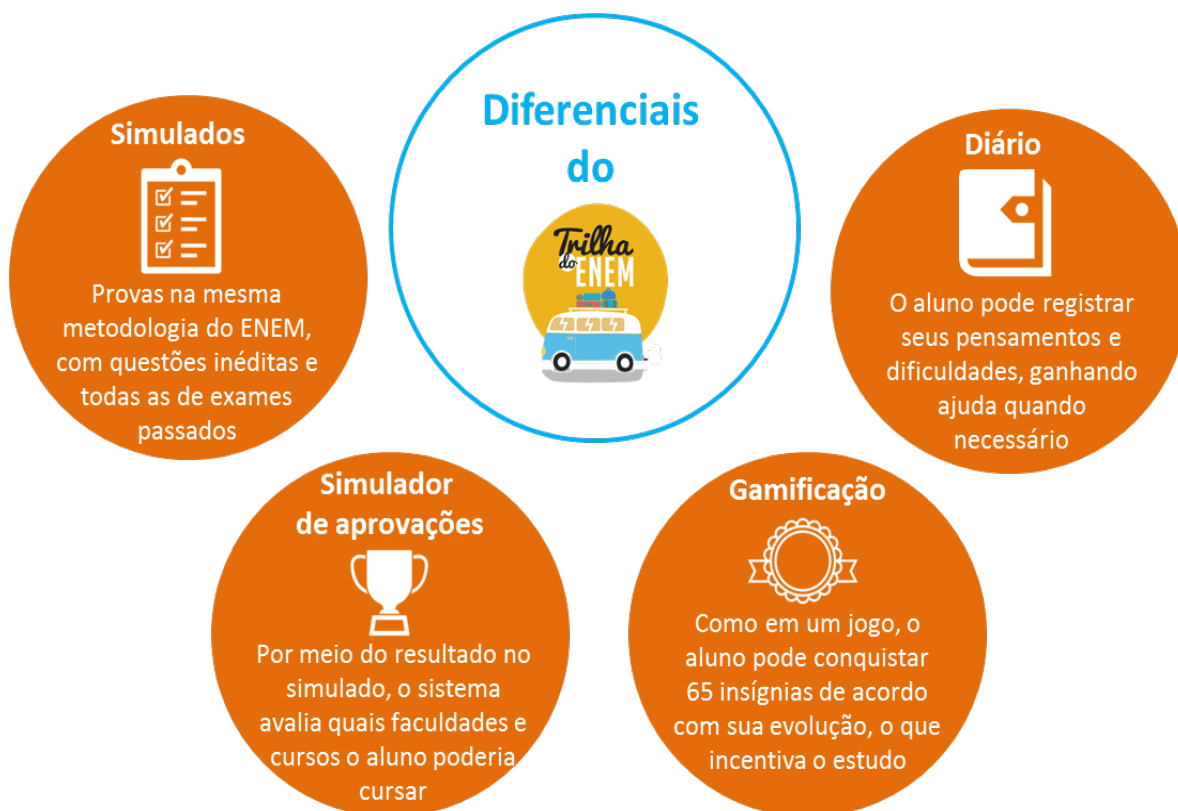 Diferenciais
do
Trilha
do ENEM
Simulados
Provas na mesma
metodologia do ENEM,
com questões inéditas e
todas as de exames
passados
Diário
O aluno pode registrar
seus pensamentos e
dificuldades, ganhando
ajuda quando
necessário
Simulador
de aprovações
Por meio do resultado no
simulado, o sistema
avalia quais faculdades e
cursos o aluno poderia
cursar
Gamificação
Como em um jogo, o
aluno pode conquistar
65 insígnias de acordo
com sua evolução, o que
incentiva o estudo